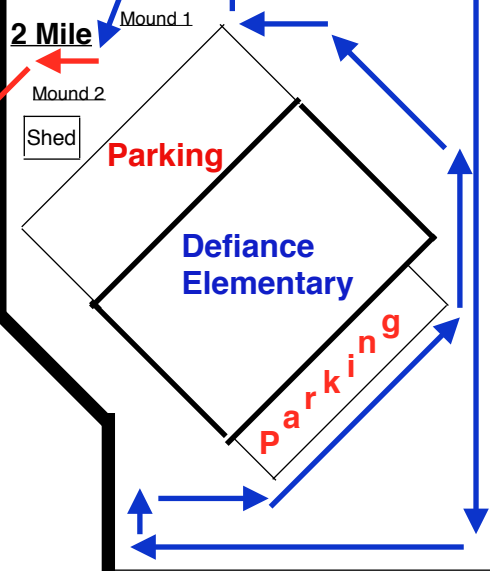 Mound 1
2 Mile
Mound 2
Shed
Parking
Defiance
Elementary
Parking